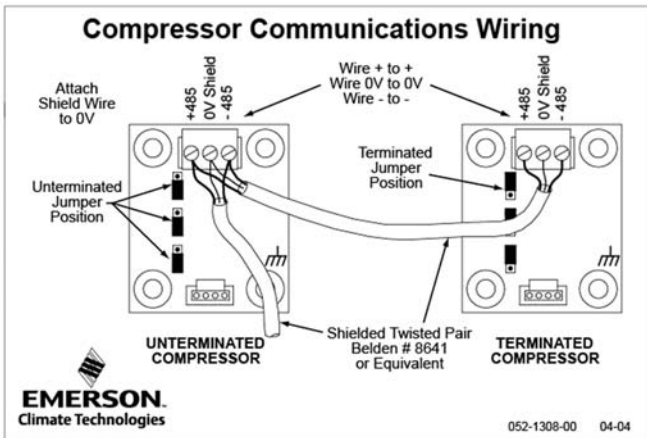 Compressor Communications Wiring
Attach
Shield Wire
to 0V
+485
0V Shield
- 485
Wire + to +
Wire 0V to 0V
Wire - to -
+485
0V Shield
- 485
Unterminated
Jumper
Position
Terminated
Jumper
Position
UNTERMINATED
COMPRESSOR
Shielded Twisted Pair
Belden # 8641
or Equivalent
TERMINATED
COMPRESSOR
EMERSON
Climate Technologies
052-1308-00 04-04